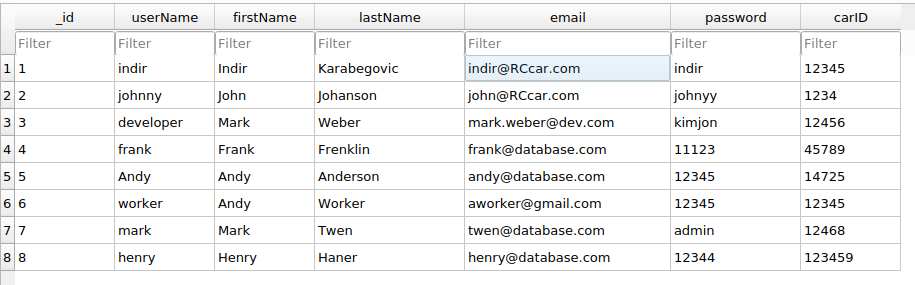 _id userName firstName lastName email password carID
Filter Filter Filter Filter Filter Filter Filter
1 1 indir Indir Karabegovic indir@RCcar.com indir 12345
2 2 johnny John Johanson john@RCcar.com johnyy 1234
3 3 developer Mark Weber mark.weber@dev.com kimjon 12456
4 4 frank Frank Frenklin frank@database.com 11123 45789
5 5 Andy Andy Anderson andy@database.com 12345 14725
6 6 worker Andy Worker aworker@gmail.com 12345 12345
7 7 mark Mark Twen twen@database.com admin 12468
8 8 henry Henry Haner henry@database.com 12344 123459